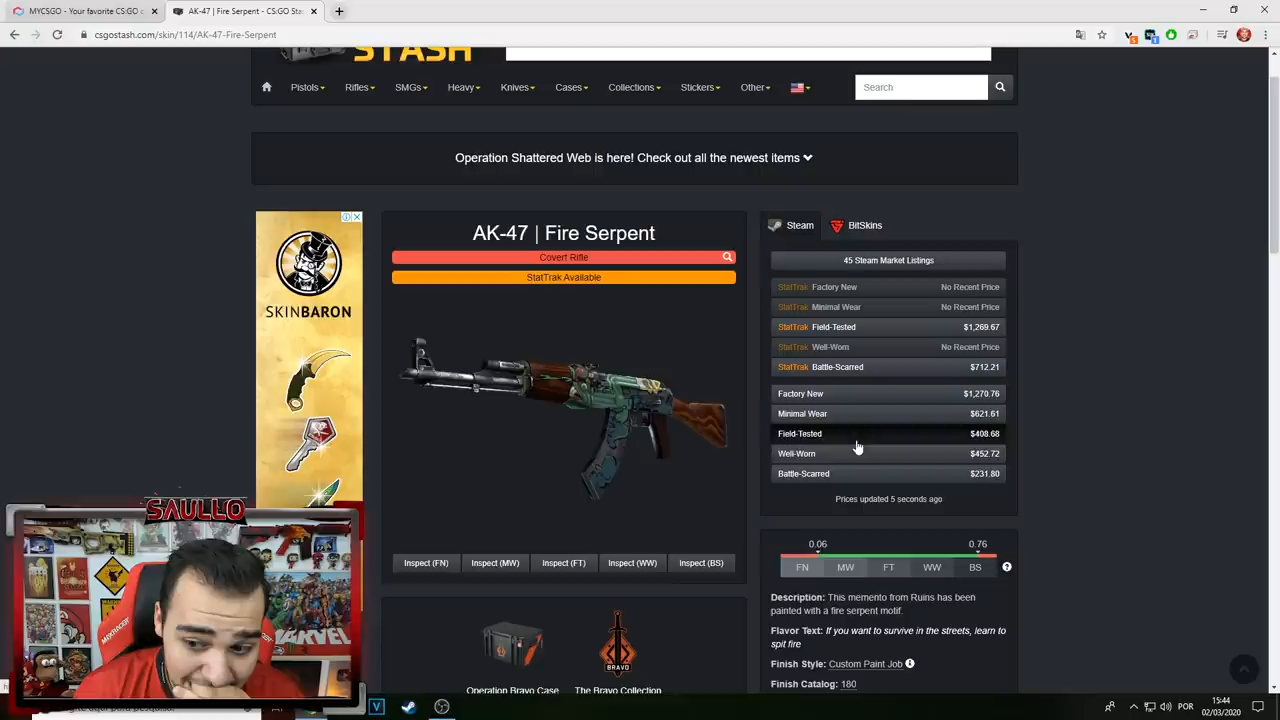 MYCSGO - Your favorite CS:GO c
AK-47 | Fire Serpent - CS:GO Stas
csgostash.com/skin/114/AK-47-Fire-Serpent
STASH
Pistols
Rifles
SMGs
Heavy
Knives
Cases
Collections
Stickers
Other
Search
Operation Shattered Web is here! Check out all the newest items
SKINBARON
AK-47 | Fire Serpent
Covert Rifle
StatTrak Available
Inspect (FN)
Inspect (MW)
Inspect (FT)
Inspect (WW)
Inspect (BS)
BRAVO
Operation Bravo Case
The Bravo Collection
Steam
BitSkins
45 Steam Market Listings
StatTrak Factory New No Recent Price
StatTrak Minimal Wear No Recent Price
StatTrak Field-Tested $1,269.67
StatTrak Well-Worn No Recent Price
StatTrak Battle-Scarred $712.21
Factory New $1,270.76
Minimal Wear $621.61
Field-Tested $408.68
Well-Worn $452.72
Battle-Scarred $231.80
Prices updated 5 seconds ago
0.06 0.76
FN MW FT WW BS
Description: This memento from Ruins has been
painted with a fire serpent motif.
Flavor Text: If you want to survive in the streets, learn to
spit fire
Finish Style: Custom Paint Job
Finish Catalog: 180
SAULLO
MARVEL
POR
15:44
02/03/2020